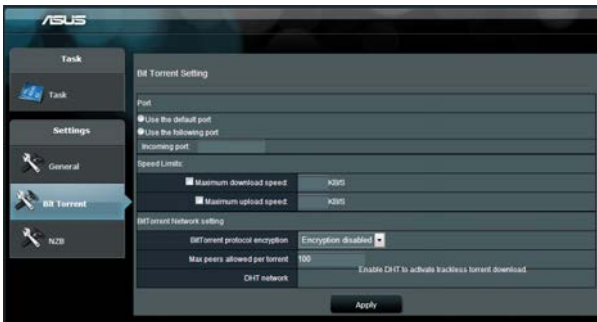 ASUS
Task
Task
Settings
General
Bit Torrent
NZB
Bit Torrent Setting
Port
Use the default port
Use the following port
Incoming port:
Speed Limits:
Maximum download speed: KB/S
Maximum upload speed: KB/S
BitTorrent Network setting
BitTorrent protocol encryption Encryption disabled
Max peers allowed per torrent 100
Enable DHT to activate trackless torrent download.
DHT network
Apply